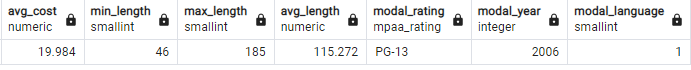 avg_cost min_length max_length avg_length modal_rating modal_year modal_language
numeric smallint smallint numeric mpaa_rating integer smallint
19.984 46 185 115.272 PG-13 2006 1